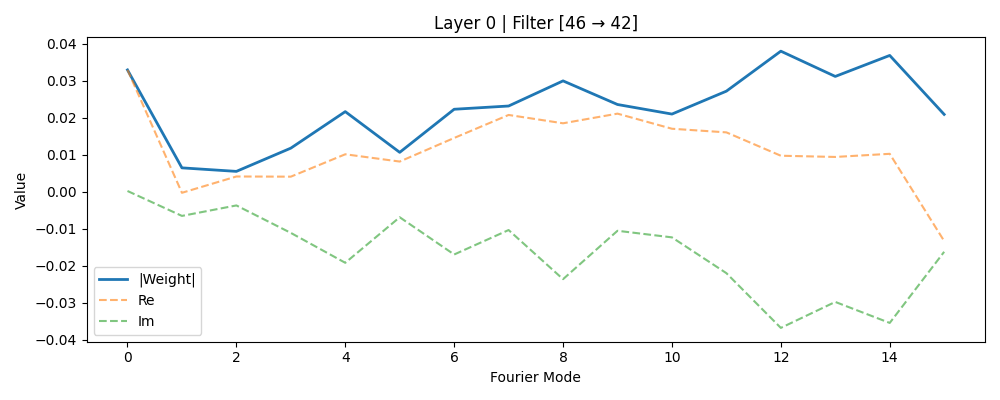 Layer 0 | Filter [46 → 42]
0.04
0.03
0.02
0.01
0.00
−0.01
−0.02
−0.03
−0.04
Value
|Weight|
Re
Im
0 2 4 6 8 10 12 14
Fourier Mode